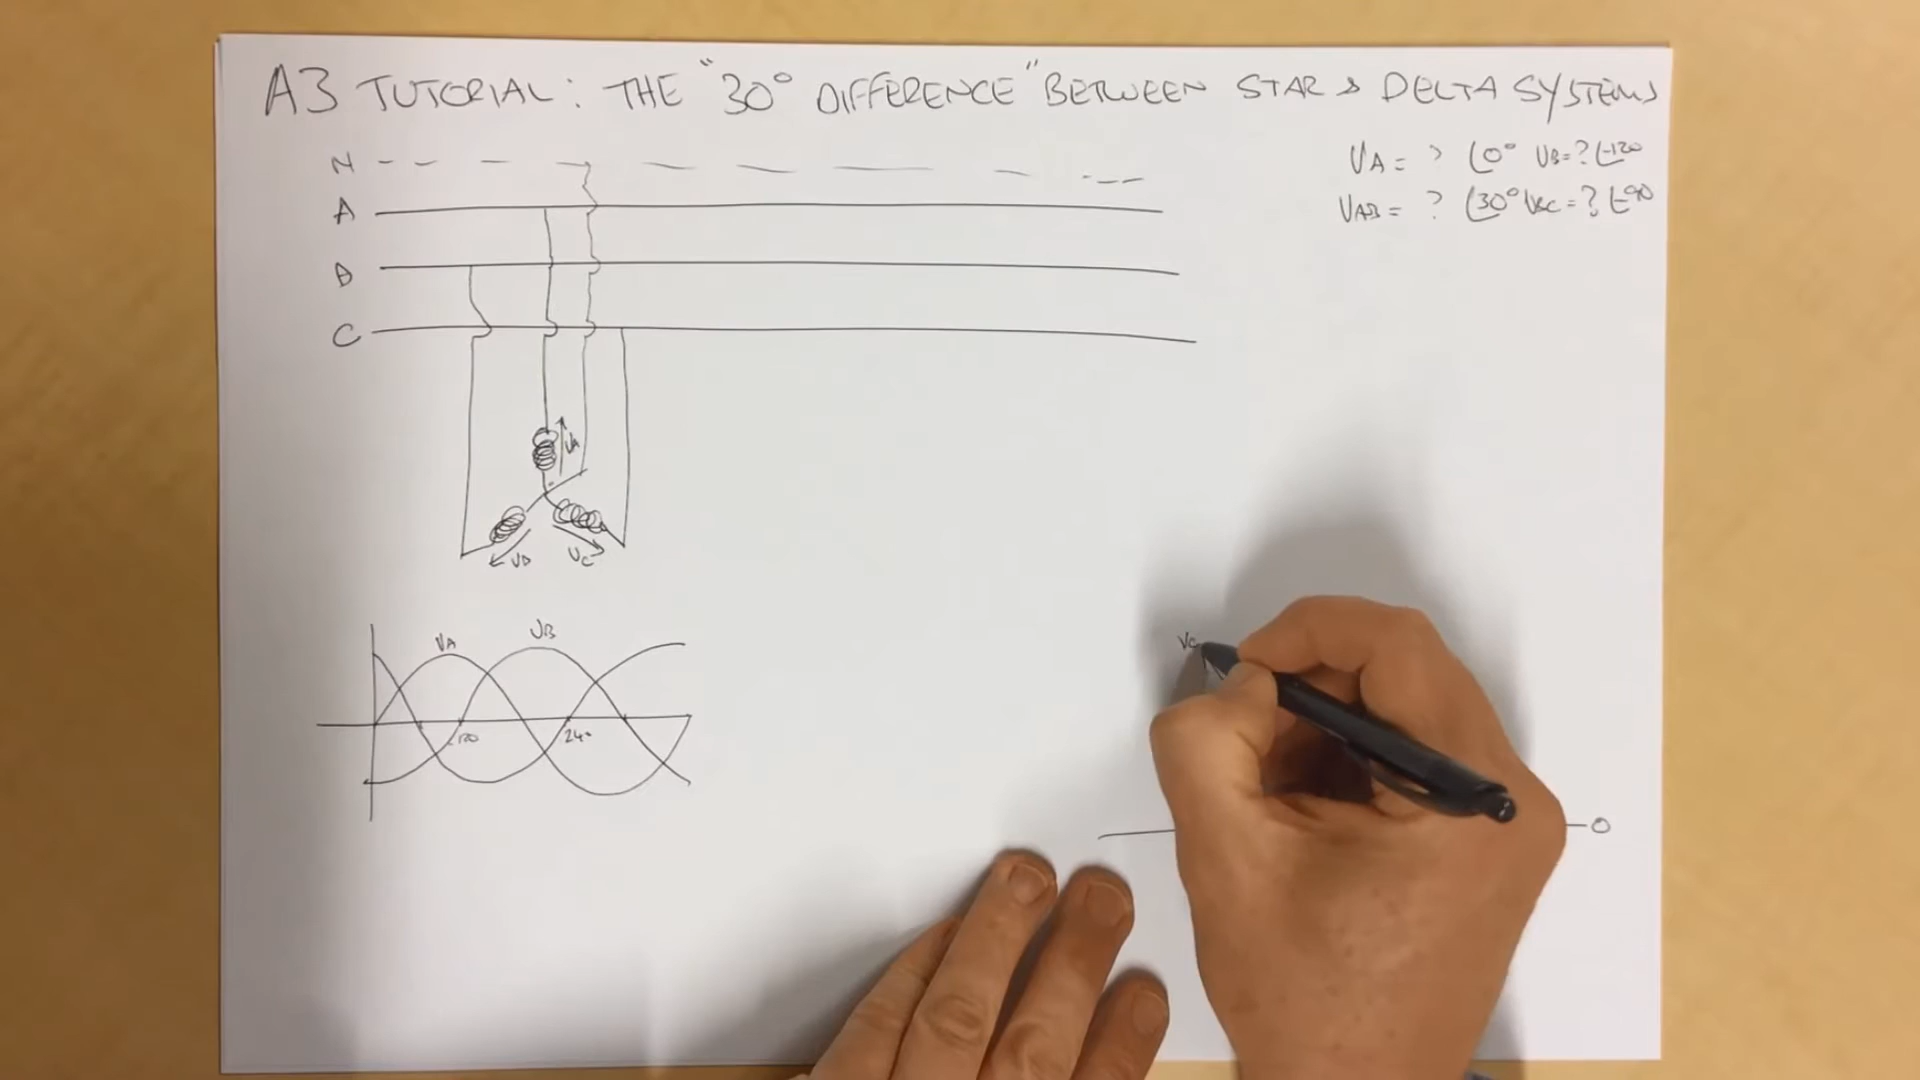 A3 TUTORIAL: THE "30° DIFFERENCE" BETWEEN STAR & DELTA SYSTEMS
VA = ? ∠0° VB=? ∠-120
VAB = ? ∠30° VBC=? ∠-90
N
A
B
C
VA
VB VC
VA VB
120 240
VC
0